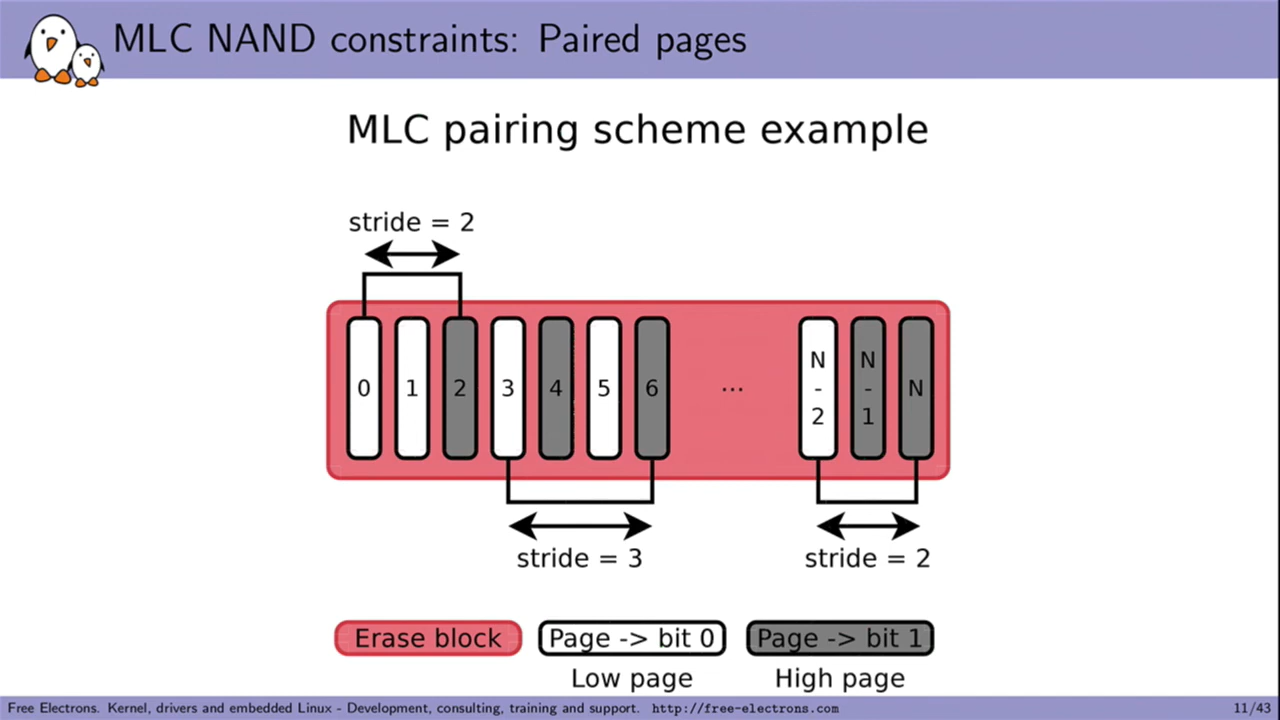 MLC NAND constraints: Paired pages
MLC pairing scheme example
stride = 2
0 1 2 3 4 5 6 ... N-2 N-1 N
stride = 3 stride = 2
Erase block Page -> bit 0 Page -> bit 1
Low page High page
Free Electrons. Kernel, drivers and embedded Linux - Development, consulting, training and support. http://free-electrons.com 11/43